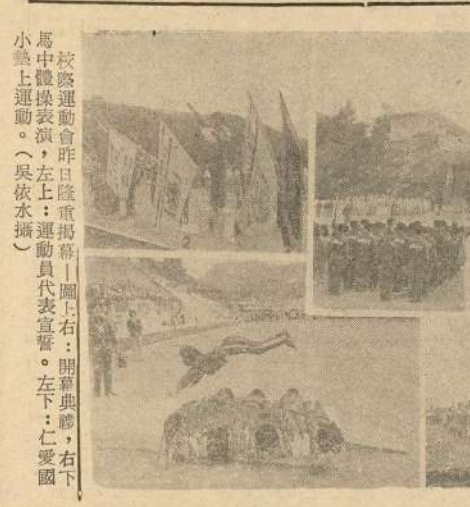 校際運動會昨日隆重揭幕—圖上右：開幕典禮，右下
馬中體操表演，左上：運動員代表宣誓。左下：仁愛國
小墊上運動。（吳依水攝）